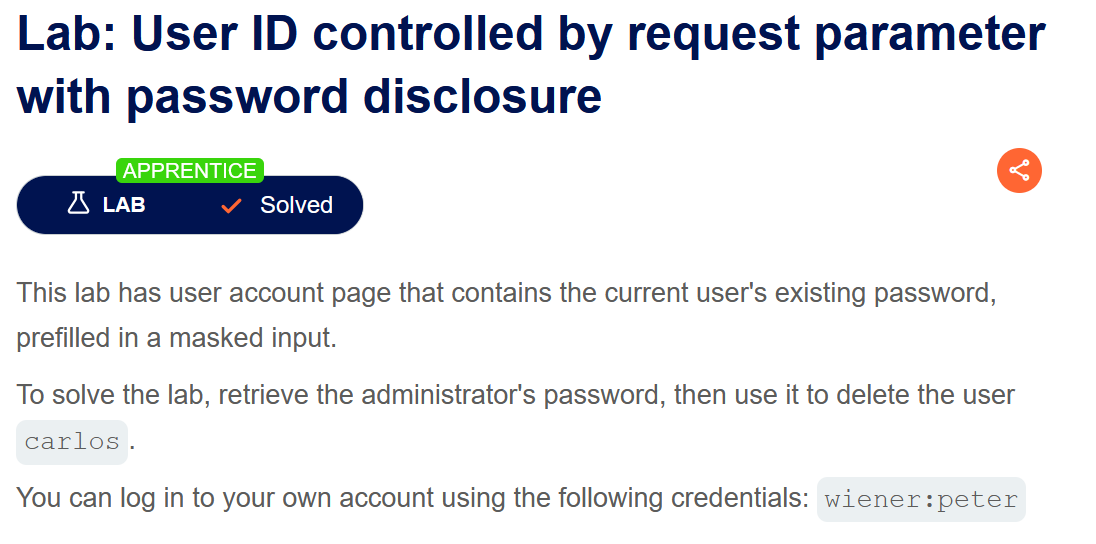 Lab: User ID controlled by request parameter
with password disclosure
APPRENTICE
LAB Solved
This lab has user account page that contains the current user's existing password,
prefilled in a masked input.
To solve the lab, retrieve the administrator's password, then use it to delete the user
carlos.
You can log in to your own account using the following credentials: wiener:peter